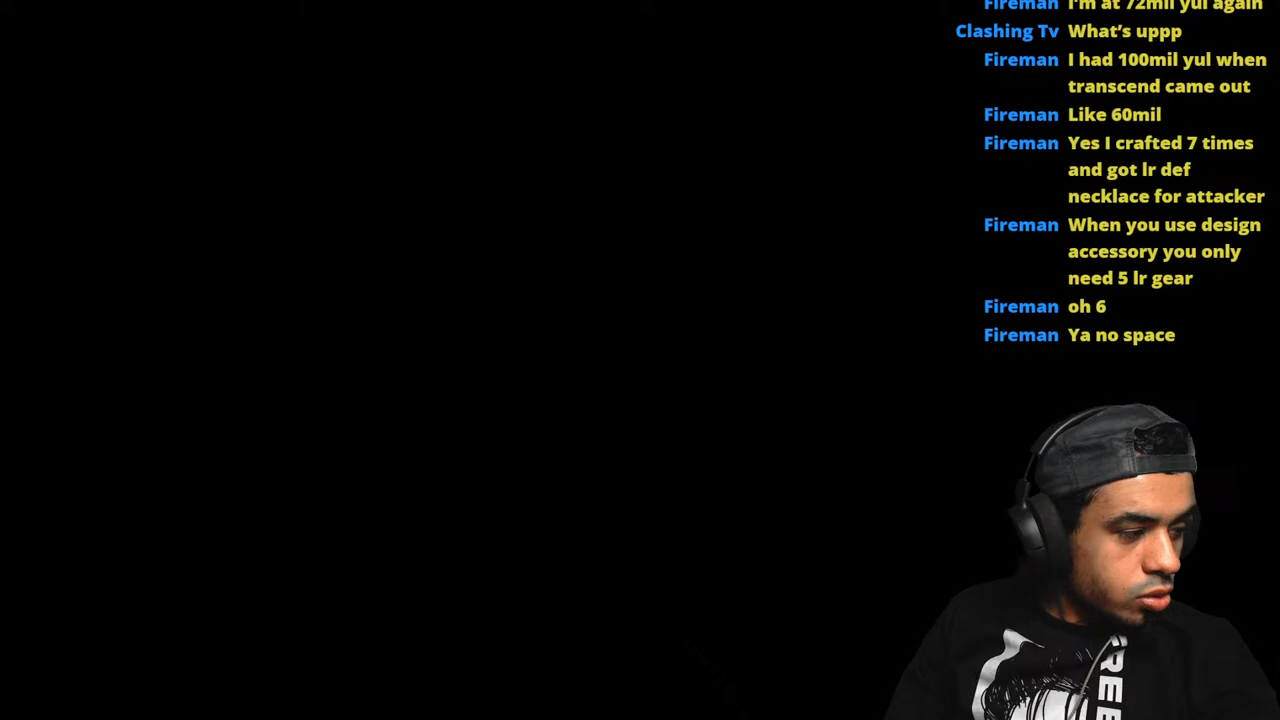 Fireman I'm at 72mil yul again
Clashing Tv What's uppp
Fireman I had 100mil yul when
transcend came out
Fireman Like 60mil
Fireman Yes I crafted 7 times
and got lr def
necklace for attacker
Fireman When you use design
accessory you only
need 5 lr gear
Fireman oh 6
Fireman Ya no space